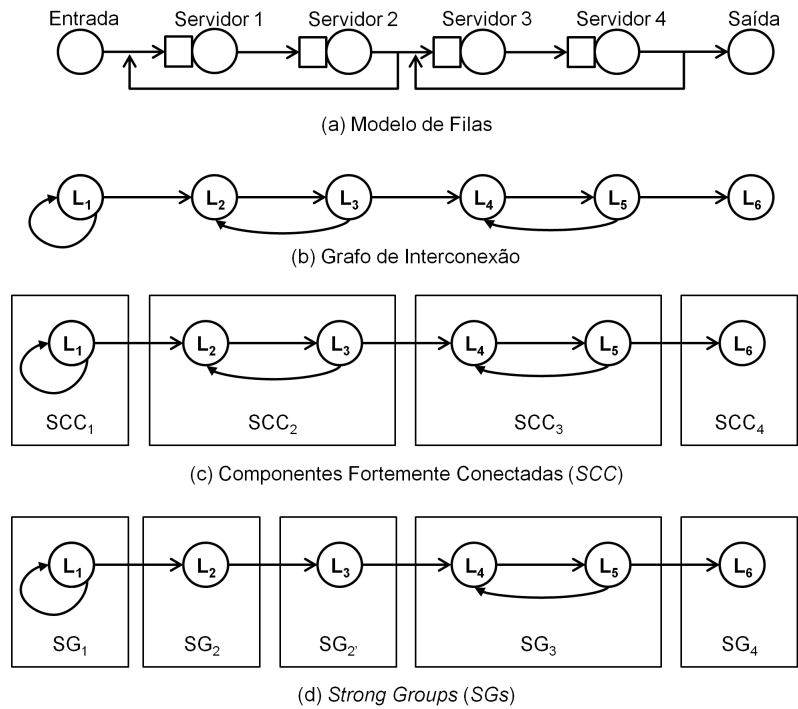 Entrada Servidor 1 Servidor 2 Servidor 3 Servidor 4 Saída
(a) Modelo de Filas
L1 L2 L3 L4 L5 L6
(b) Grafo de Interconexão
L1 L2 L3 L4 L5 L6
SCC1 SCC2 SCC3 SCC4
(c) Componentes Fortemente Conectadas (SCC)
L1 L2 L3 L4 L5 L6
SG1 SG2 SG2' SG3 SG4
(d) Strong Groups (SGs)